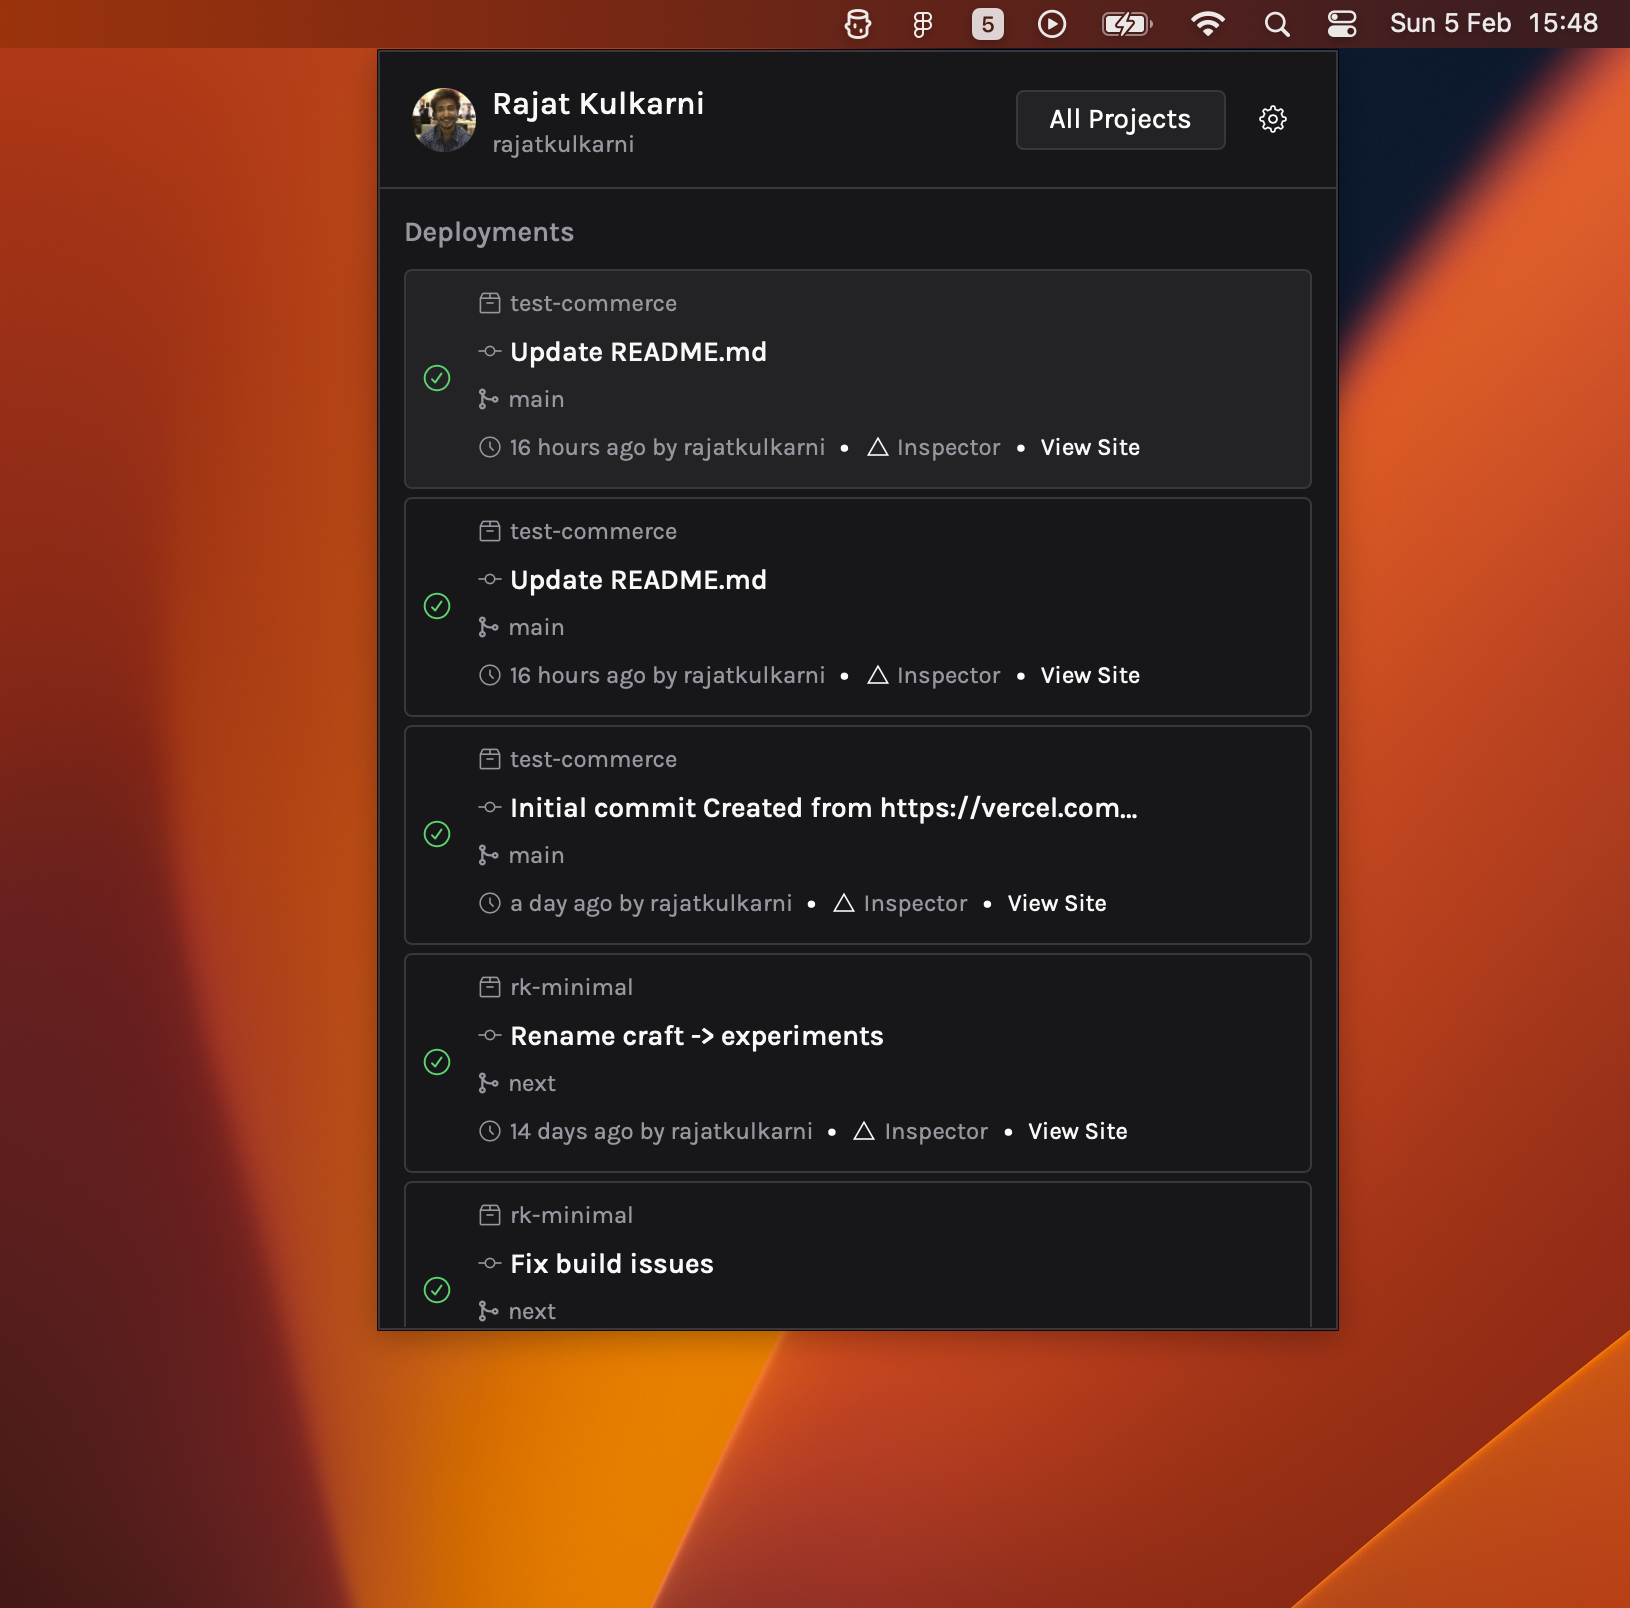 5 Sun 5 Feb 15:48
Rajat Kulkarni
rajatkulkarni
All Projects
Deployments
test-commerce
Update README.md
main
16 hours ago by rajatkulkarni • Inspector • View Site
test-commerce
Update README.md
main
16 hours ago by rajatkulkarni • Inspector • View Site
test-commerce
Initial commit Created from https://vercel.com...
main
a day ago by rajatkulkarni • Inspector • View Site
rk-minimal
Rename craft -> experiments
next
14 days ago by rajatkulkarni • Inspector • View Site
rk-minimal
Fix build issues
next